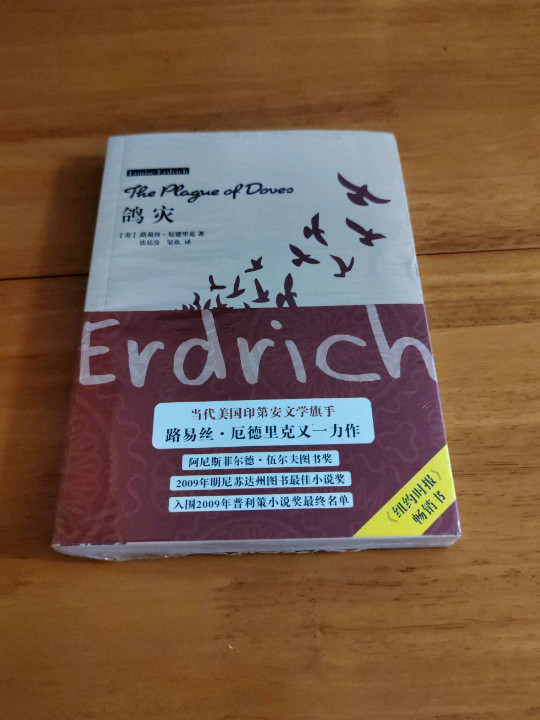 Louise Erdrich
The Plague of Doves
鸽灾
[美] 路易丝·厄德里克 著
张廷佺 邹欢 译
Erdrich
当代美国印第安文学旗手
路易丝·厄德里克又一力作
阿尼斯菲尔德·伍尔夫图书奖
2009年明尼苏达州图书最佳小说奖
入围2009年普利策小说奖最终名单
《纽约时报》
畅销书